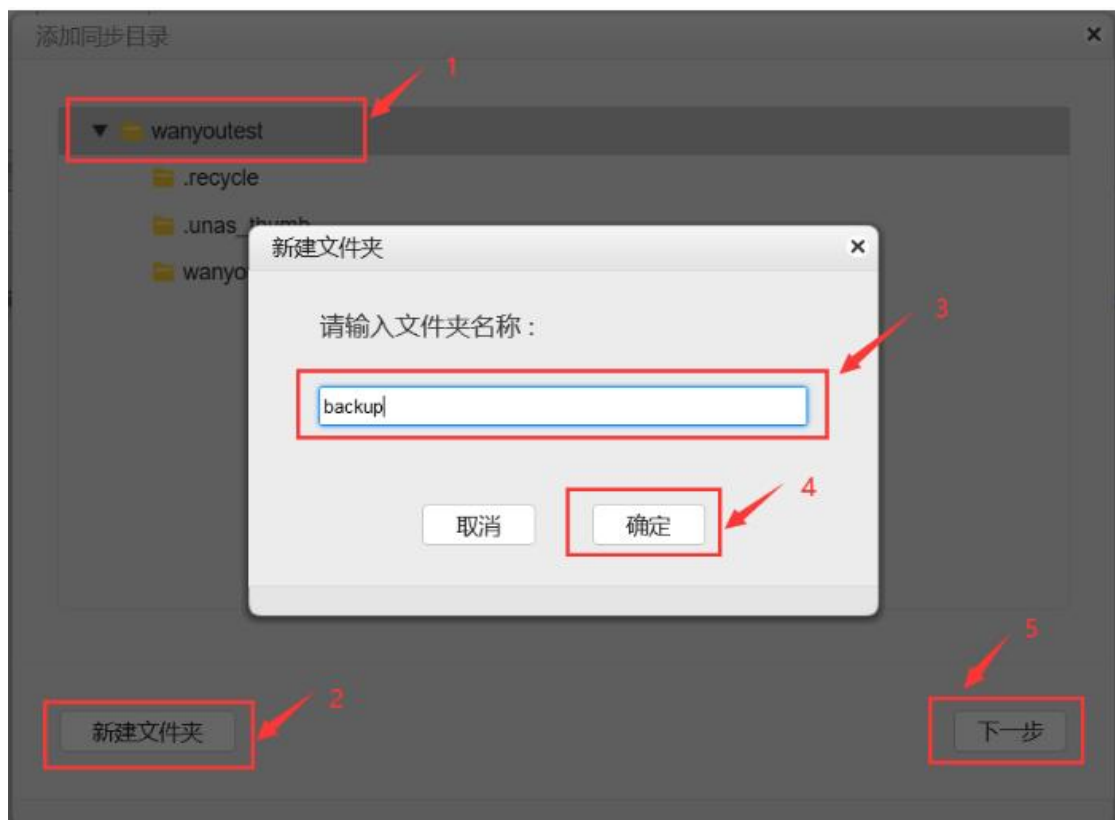 添加同步目录
1
wanyoutest
.recycle
.unas_thumb
wanyo
新建文件夹
请输入文件夹名称：
3
backup
4
取消
确定
5
2
新建文件夹
下一步